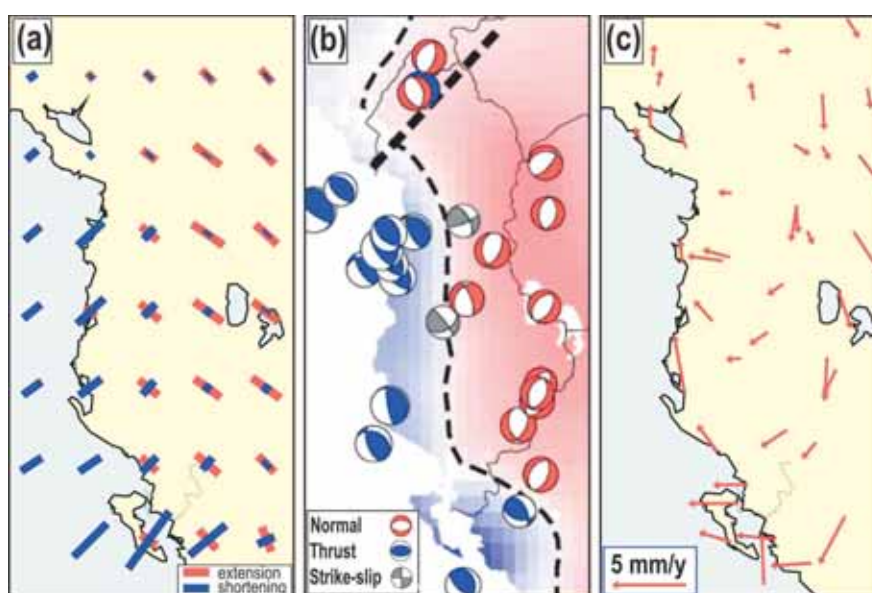 (a)
extension
shortening
(b)
Normal
Thrust
Strike-slip
(c)
5 mm/y